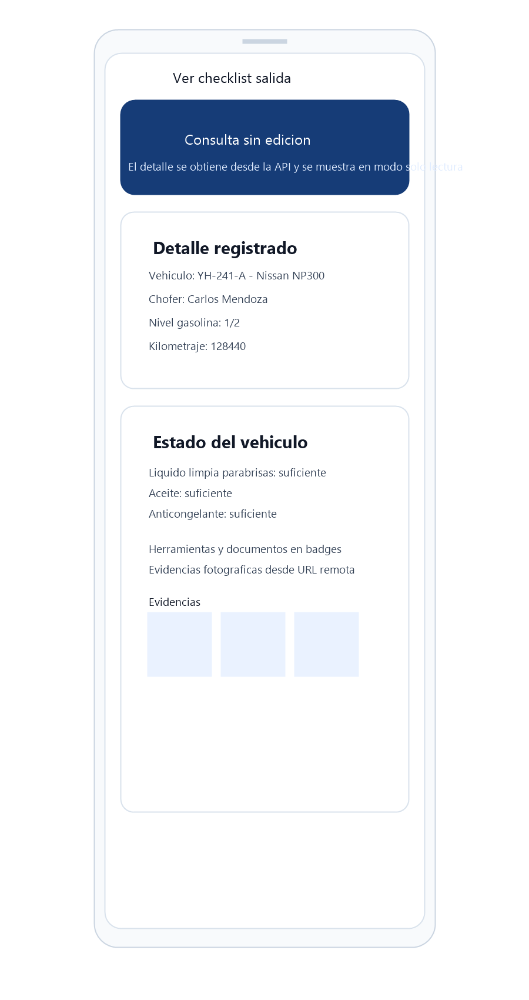 Ver checklist salida
Consulta sin edicion
El detalle se obtiene desde la API y se muestra en modo solo lectura
Detalle registrado
Vehiculo: YH-241-A - Nissan NP300
Chofer: Carlos Mendoza
Nivel gasolina: 1/2
Kilometraje: 128440
Estado del vehiculo
Liquido limpia parabrisas: suficiente
Aceite: suficiente
Anticongelante: suficiente
Herramientas y documentos en badges
Evidencias fotograficas desde URL remota
Evidencias